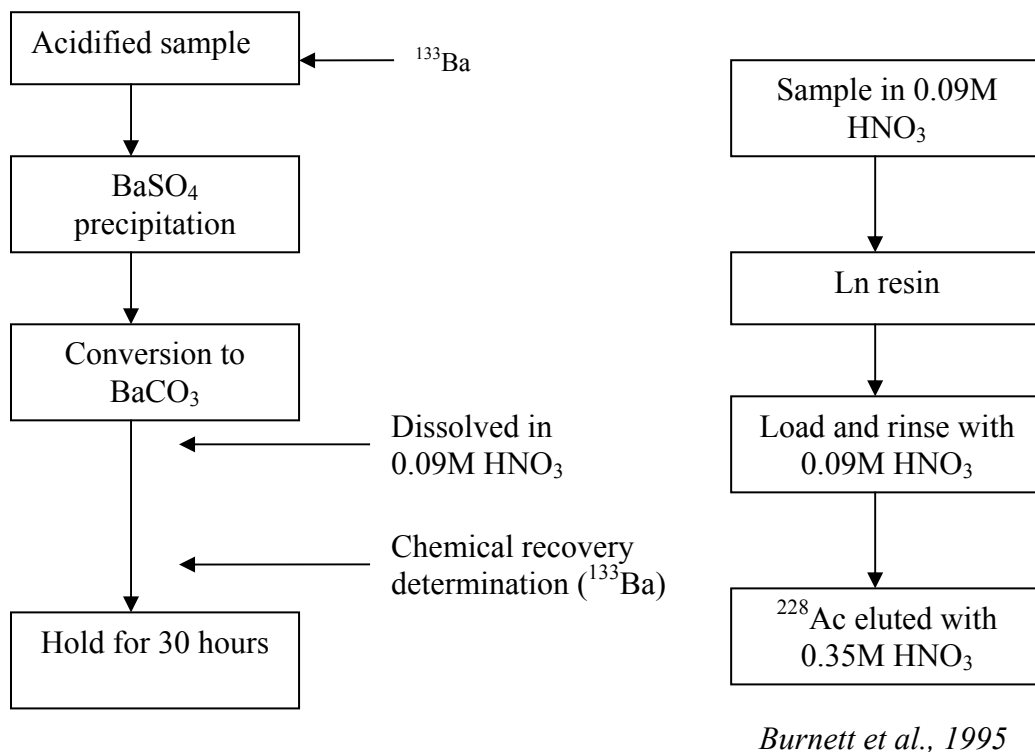 Acidified sample
¹³³Ba
BaSO₄
precipitation
Conversion to
BaCO₃
Dissolved in
0.09M HNO₃
Chemical recovery
determination (¹³³Ba)
Hold for 30 hours
Sample in 0.09M
HNO₃
Ln resin
Load and rinse with
0.09M HNO₃
²²⁸Ac eluted with
0.35M HNO₃
Burnett et al., 1995